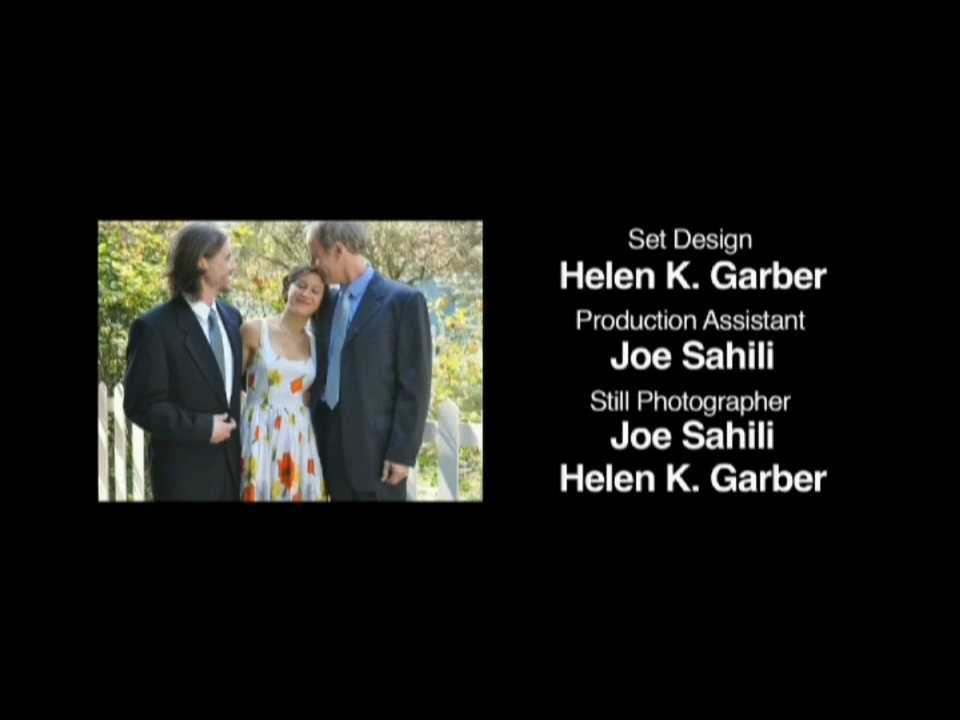 Set Design
Helen K. Garber
Production Assistant
Joe Sahili
Still Photographer
Joe Sahili
Helen K. Garber